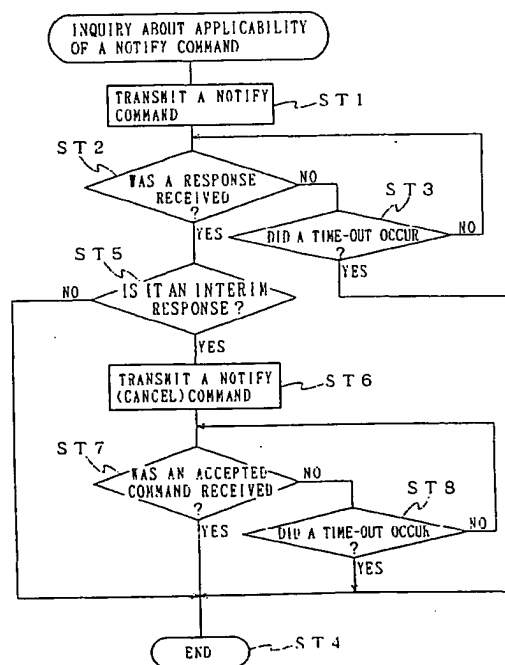 INQUIRY ABOUT APPLICABILITY
OF A NOTIFY COMMAND
TRANSMIT A NOTIFY
COMMAND
ST1
ST2
WAS A RESPONSE
RECEIVED
?
NO
YES
ST3
DID A TIME-OUT OCCUR
?
NO
YES
ST5
NO
IS IT AN INTERIM
RESPONSE?
YES
TRANSMIT A NOTIFY
(CANCEL)COMMAND
ST6
ST7
WAS AN ACCEPTED
COMMAND RECEIVED
?
NO
YES
ST8
DID A TIME-OUT OCCUR
?
NO
YES
END
ST4